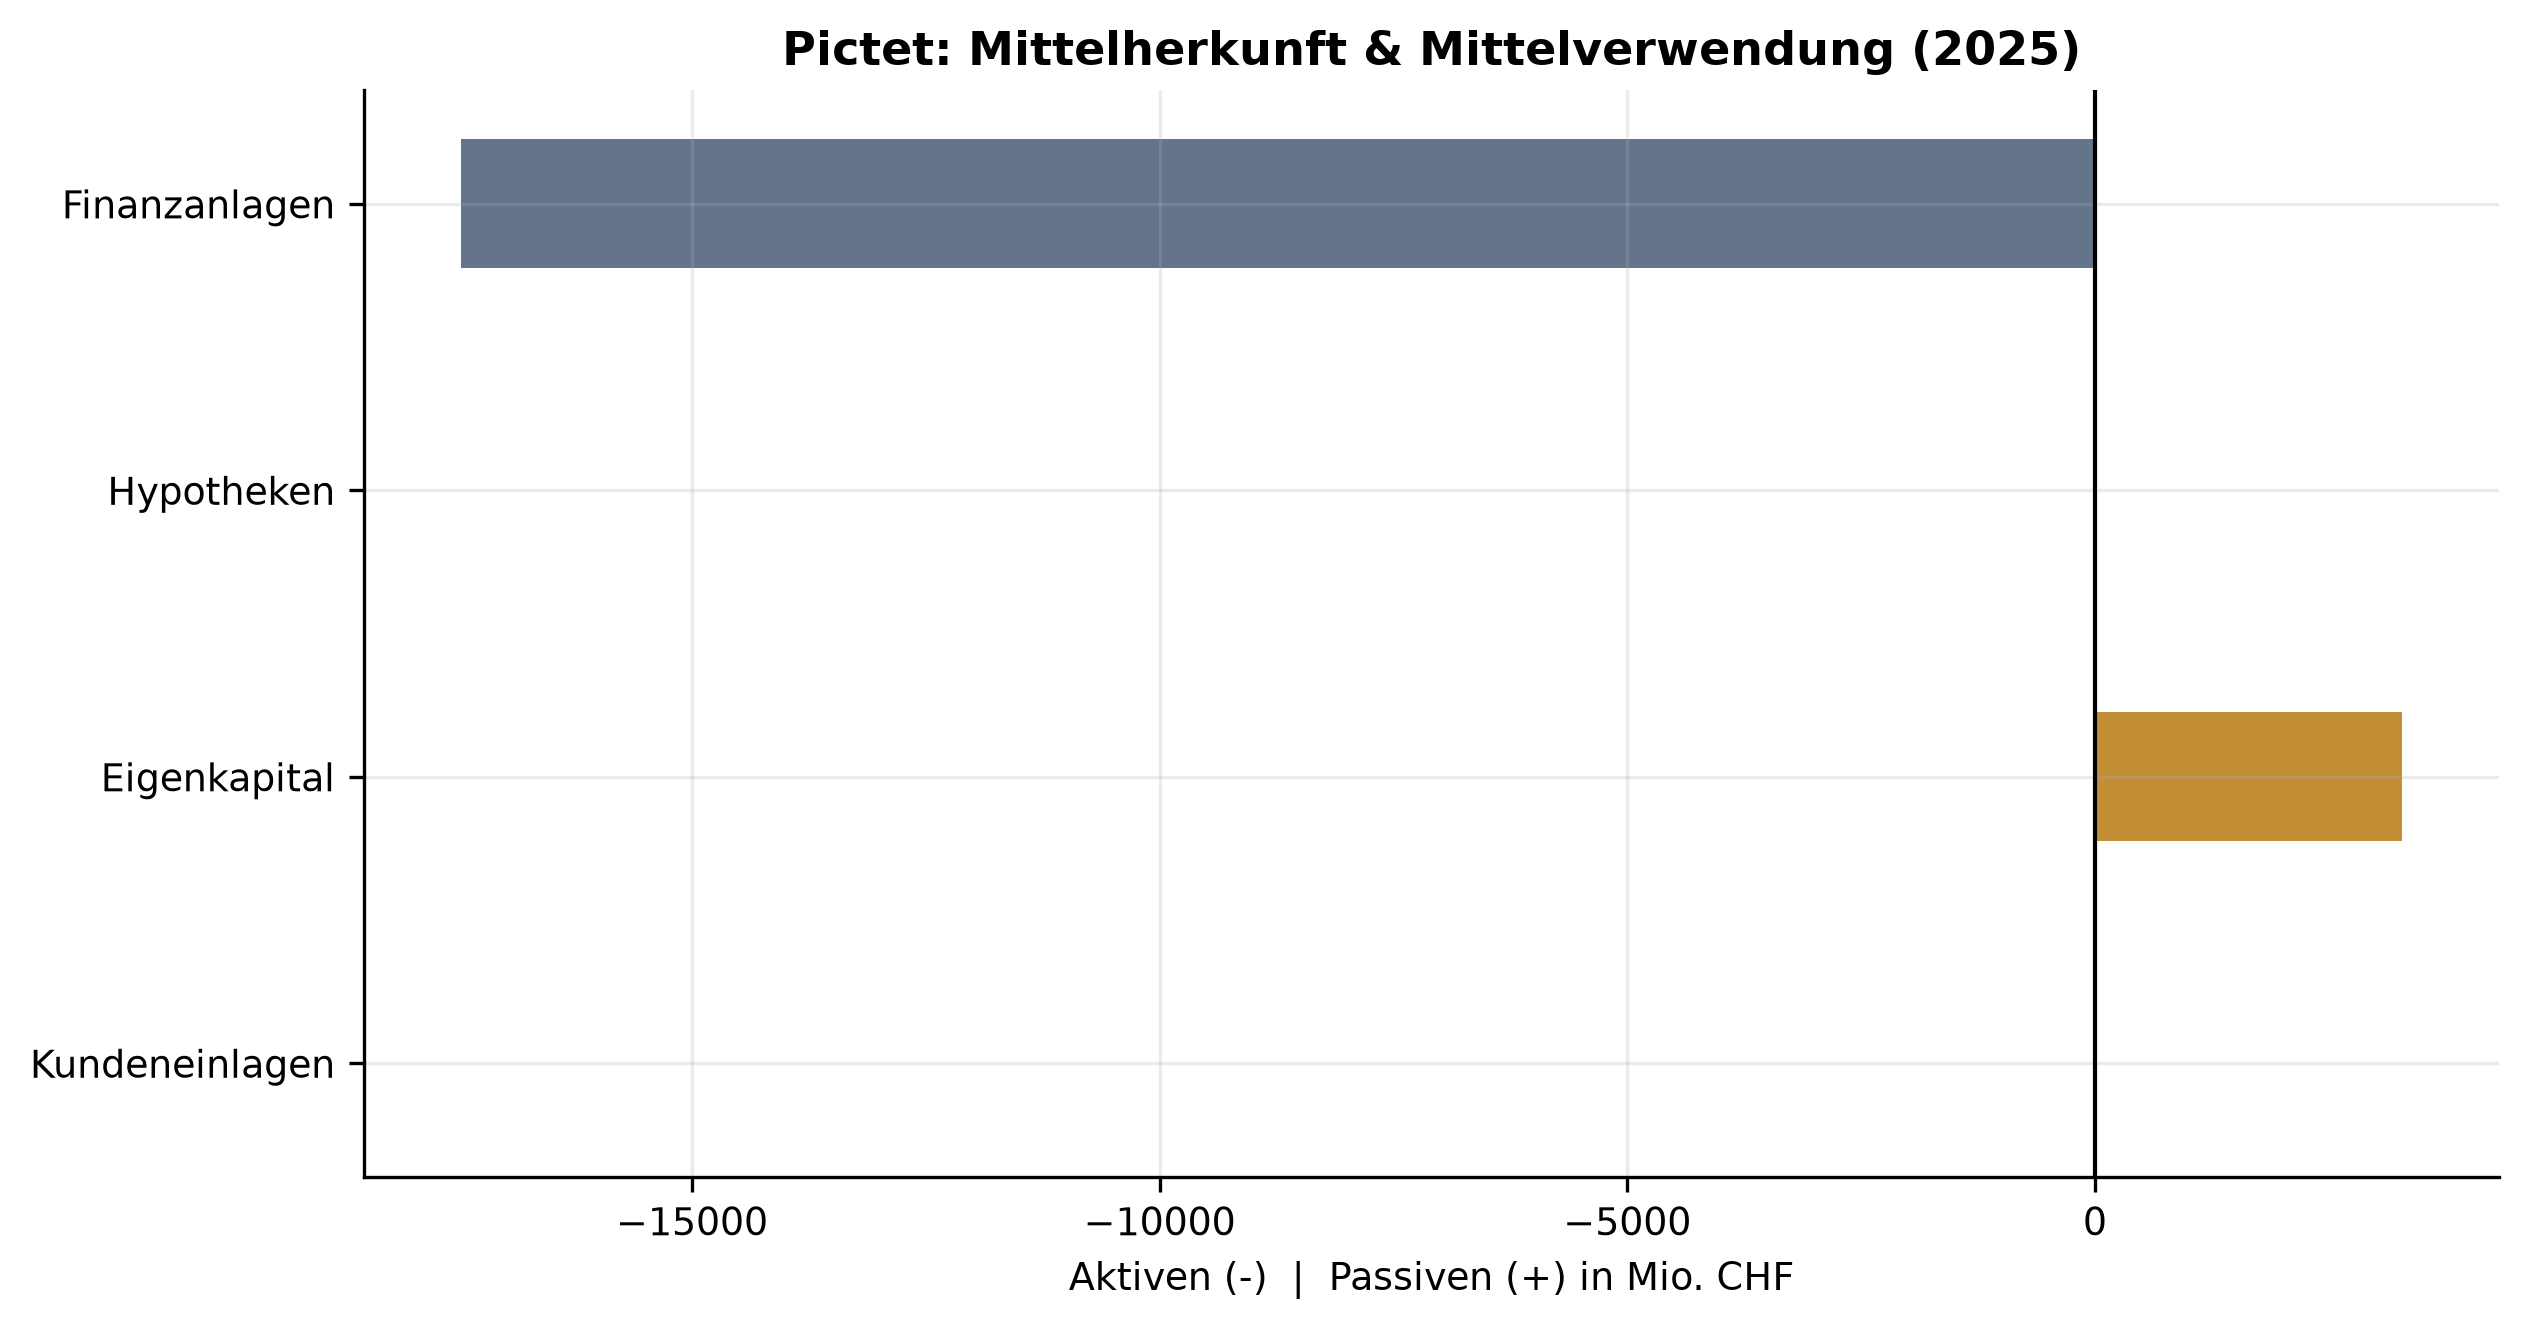 Pictet: Mittelherkunft & Mittelverwendung (2025)
Finanzanlagen
Hypotheken
Eigenkapital
Kundeneinlagen
−15000 −10000 −5000 0
Aktiven (-) | Passiven (+) in Mio. CHF